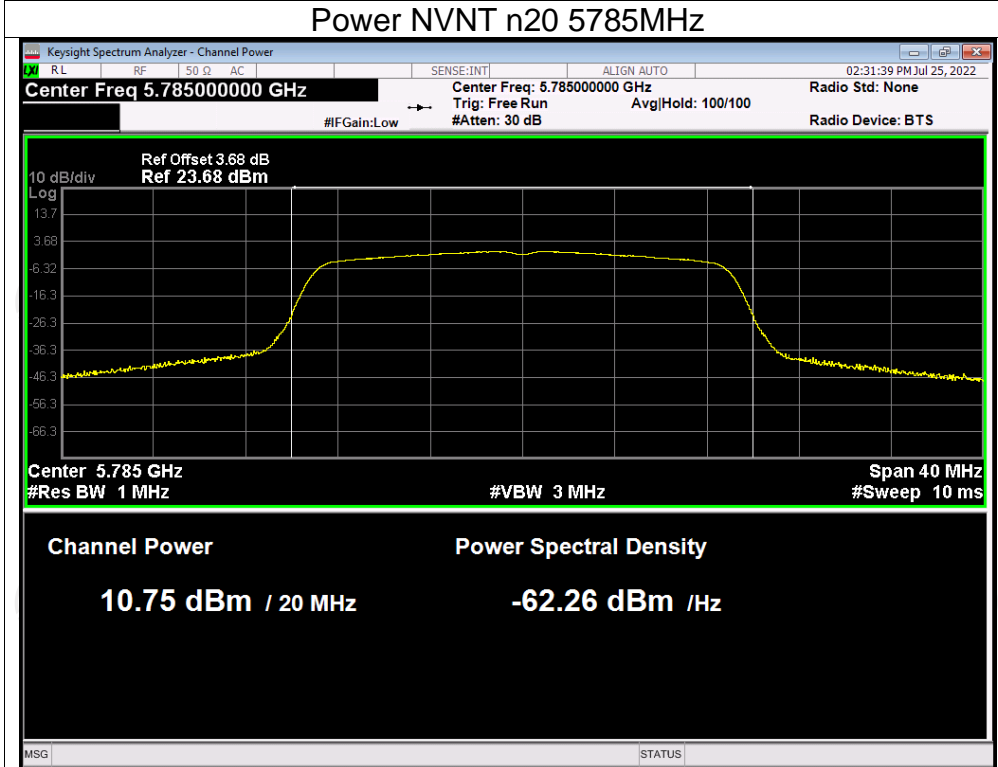 Power NVNT n20 5785MHz
Keysight Spectrum Analyzer - Channel Power
LXI RL RF 50 Ω AC SENSE:INT ALIGN AUTO 02:31:39 PM Jul 25, 2022
Center Freq 5.785000000 GHz Center Freq: 5.785000000 GHz Radio Std: None
Trig: Free Run Avg|Hold: 100/100
#IFGain:Low #Atten: 30 dB Radio Device: BTS
Ref Offset 3.68 dB
10 dB/div Ref 23.68 dBm
Log
13.7
3.68
-6.32
-16.3
-26.3
-36.3
-46.3
-56.3
-66.3
Center 5.785 GHz Span 40 MHz
#Res BW 1 MHz #VBW 3 MHz #Sweep 10 ms
Channel Power Power Spectral Density
10.75 dBm / 20 MHz -62.26 dBm /Hz
MSG STATUS